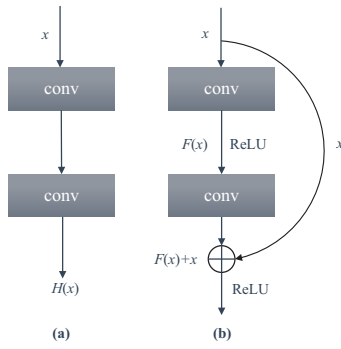 x
conv
conv
H(x)
(a)
x
conv
F(x) ReLU
conv
F(x)+x
ReLU
x
(b)